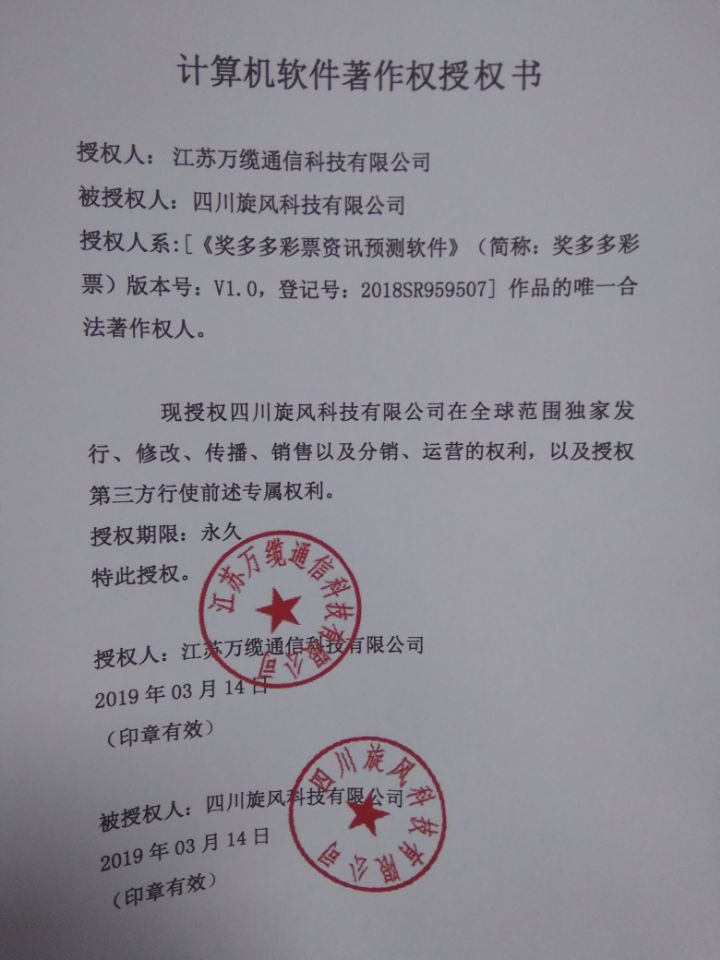 计算机软件著作权授权书
授权人：江苏万缆通信科技有限公司
被授权人：四川旋风科技有限公司
授权人系:[《奖多多彩票资讯预测软件》（简称：奖多多彩
票）版本号：V1.0，登记号：2018SR959507] 作品的唯一合
法著作权人。
现授权四川旋风科技有限公司在全球范围独家发
行、修改、传播、销售以及分销、运营的权利，以及授权
第三方行使前述专属权利。
授权期限：永久
特此授权。
江苏万缆通信科技有限公司
授权人：江苏万缆通信科技有限公司
2019 年 03 月 14 日
（印章有效）
四川旋风科技有限公司
被授权人：四川旋风科技有限公司
2019 年 03 月 14 日
（印章有效）